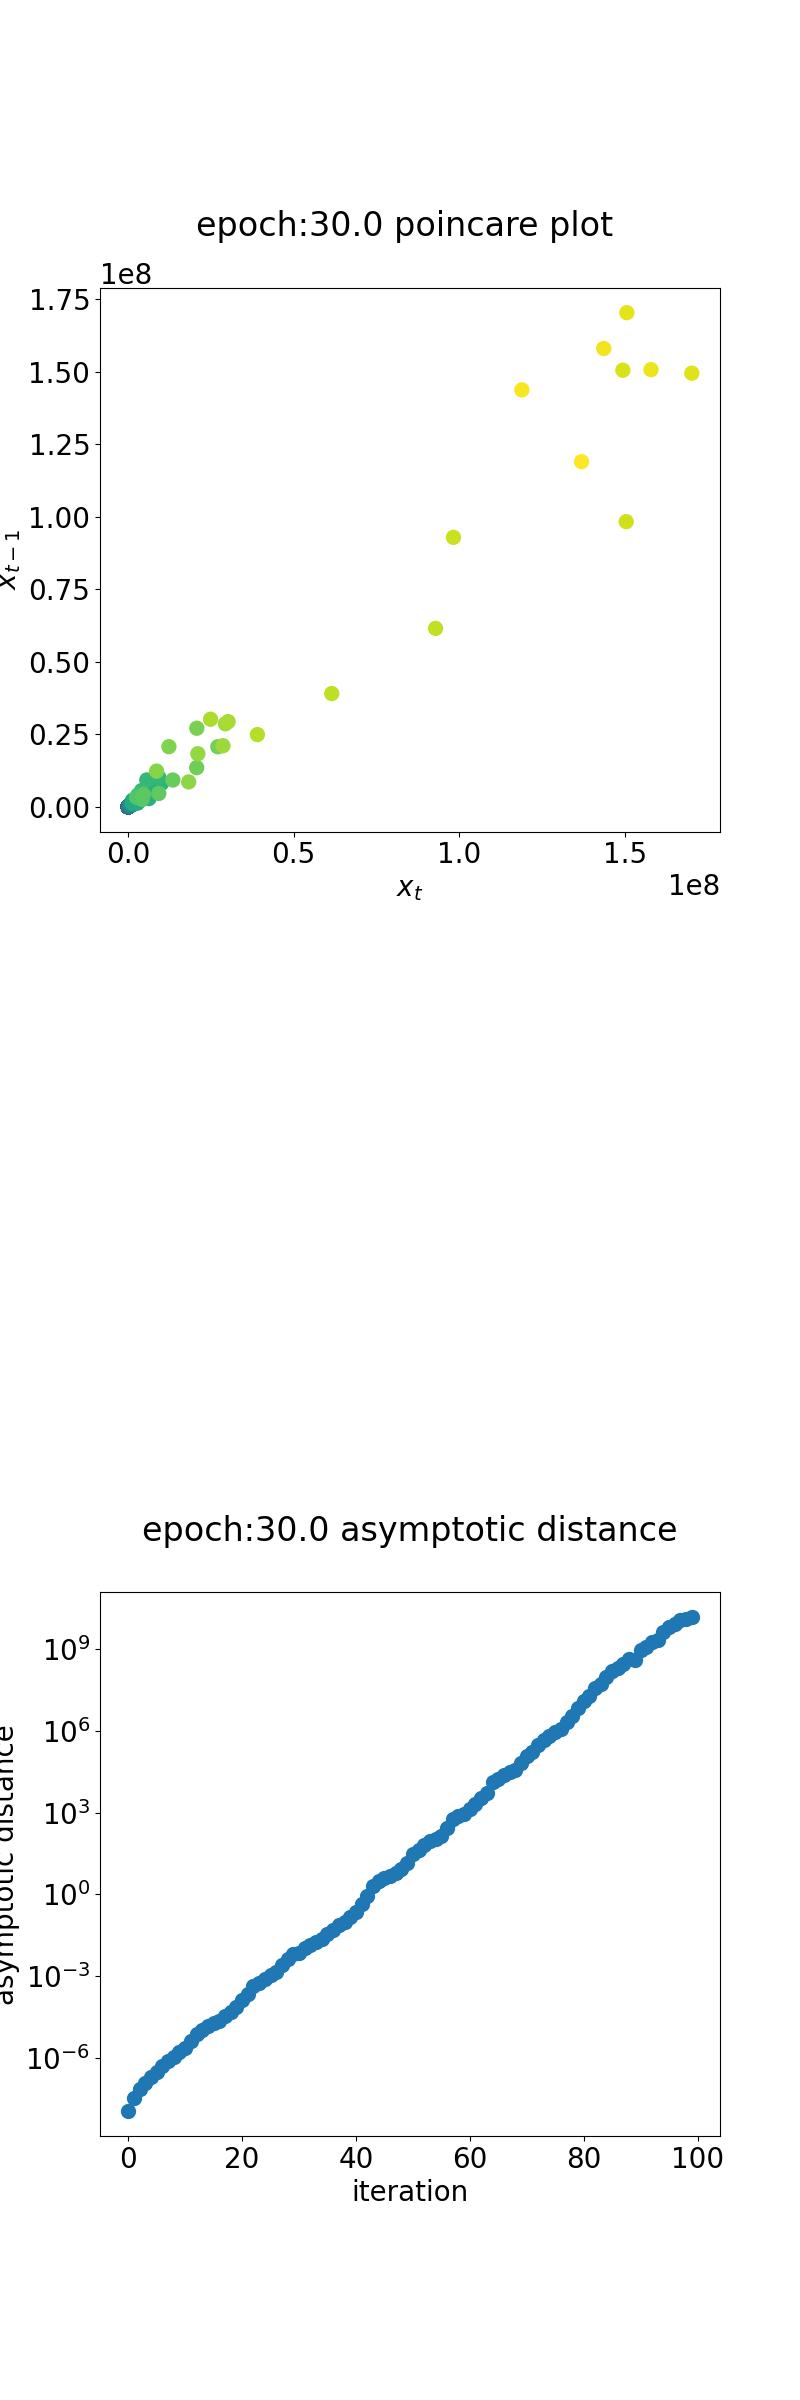 epoch:30.0 poincare plot
1e8
1.75
1.50
1.25
1.00
0.75
0.50
0.25
0.00
x_{t-1}
0.0 0.5 1.0 1.5
x_t
1e8
epoch:30.0 asymptotic distance
10^9
10^6
10^3
10^0
10^{-3}
10^{-6}
asymptotic distance
0 20 40 60 80 100
iteration